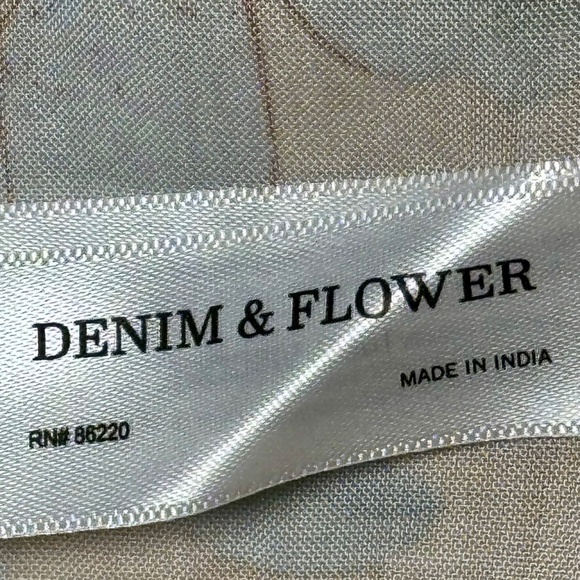 DENIM & FLOWER
MADE IN INDIA
RN# 86220